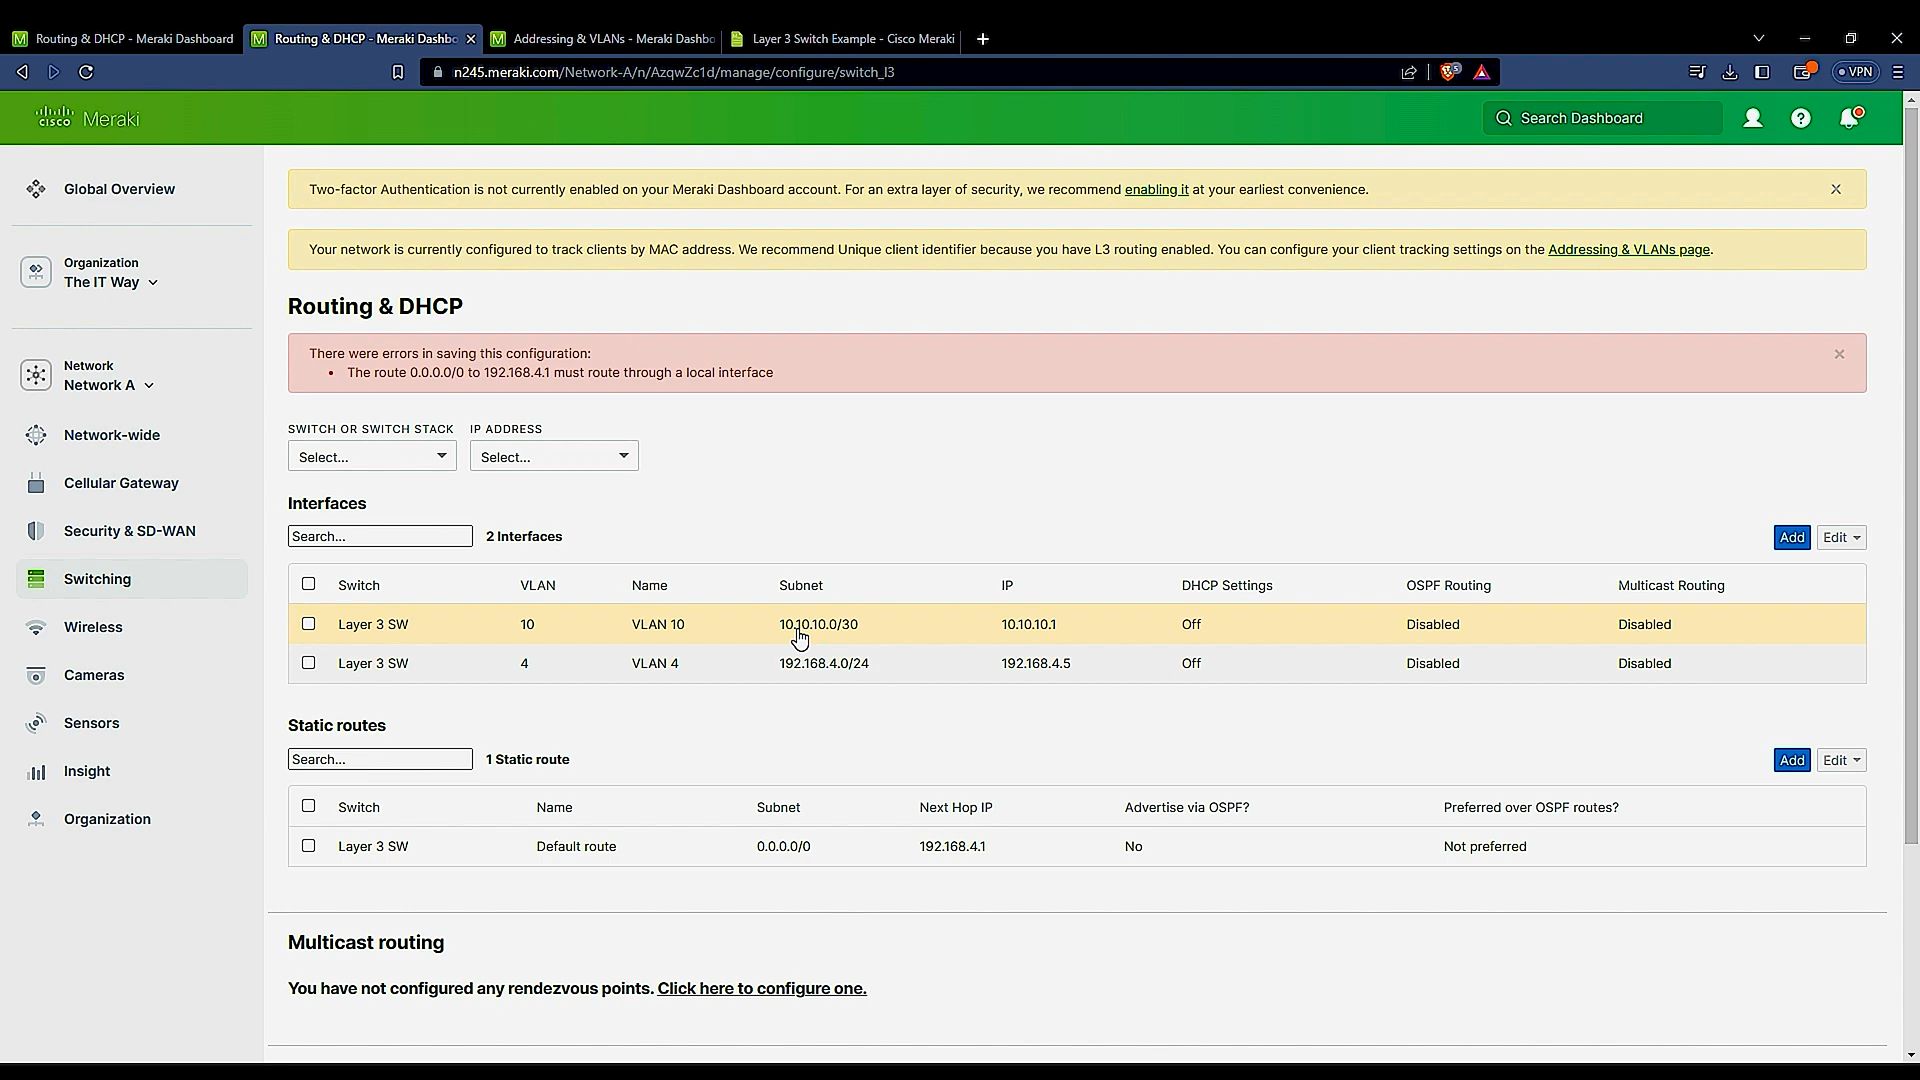 Routing & DHCP - Meraki Dashboard
Routing & DHCP - Meraki Dashbo
Addressing & VLANs - Meraki Dashbo
Layer 3 Switch Example - Cisco Meraki
n245.meraki.com/Network-A/n/AzqwZc1d/manage/configure/switch_l3
5
VPN
cisco Meraki
Search Dashboard
Global Overview
Organization
The IT Way
Network
Network A
Network-wide
Cellular Gateway
Security & SD-WAN
Switching
Wireless
Cameras
Sensors
Insight
Organization
Two-factor Authentication is not currently enabled on your Meraki Dashboard account. For an extra layer of security, we recommend enabling it at your earliest convenience.
Your network is currently configured to track clients by MAC address. We recommend Unique client identifier because you have L3 routing enabled. You can configure your client tracking settings on the Addressing & VLANs page.
Routing & DHCP
There were errors in saving this configuration:
• The route 0.0.0.0/0 to 192.168.4.1 must route through a local interface
SWITCH OR SWITCH STACK IP ADDRESS
Select... Select...
Interfaces
Search... 2 Interfaces Add Edit
Switch VLAN Name Subnet IP DHCP Settings OSPF Routing Multicast Routing
Layer 3 SW 10 VLAN 10 10.10.10.0/30 10.10.10.1 Off Disabled Disabled
Layer 3 SW 4 VLAN 4 192.168.4.0/24 192.168.4.5 Off Disabled Disabled
Static routes
Search... 1 Static route Add Edit
Switch Name Subnet Next Hop IP Advertise via OSPF? Preferred over OSPF routes?
Layer 3 SW Default route 0.0.0.0/0 192.168.4.1 No Not preferred
Multicast routing
You have not configured any rendezvous points. Click here to configure one.